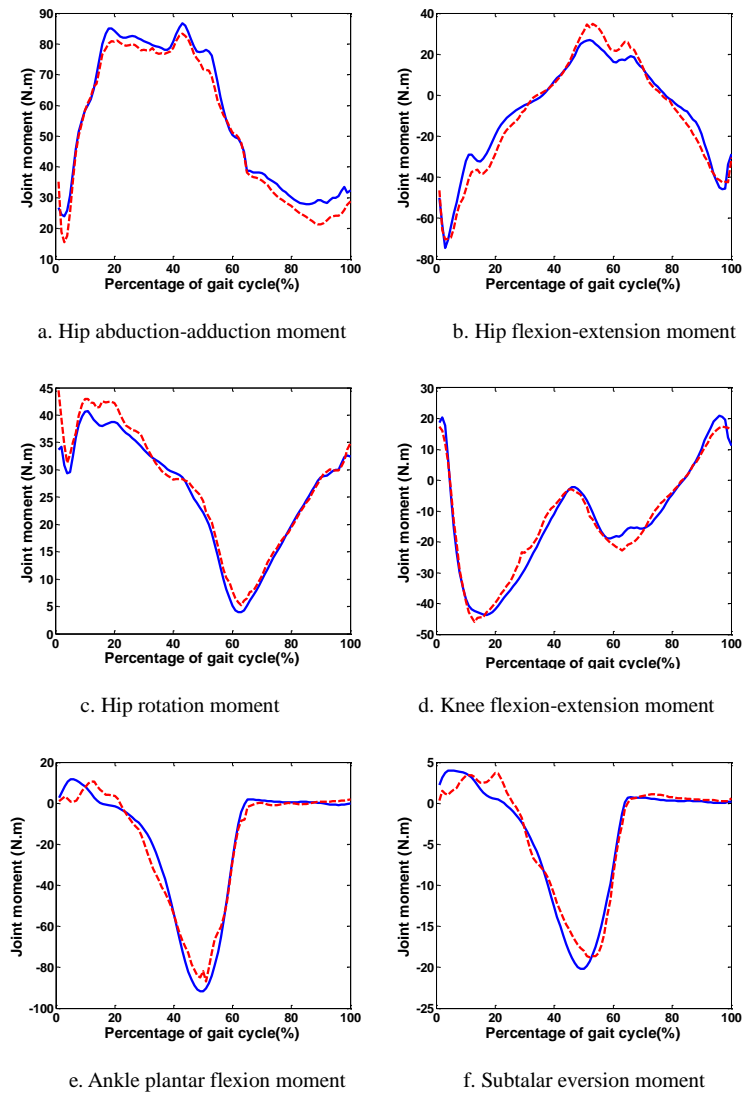 90
80
70
60
50
40
30
20
10
0 20 40 60 80 100
Joint moment (N.m)
Percentage of gait cycle(%)
a. Hip abduction-adduction moment
40
20
0
-20
-40
-60
-80
0 20 40 60 80 100
Joint moment (N.m)
Percentage of gait cycle(%)
b. Hip flexion-extension moment
45
40
35
30
25
20
15
10
5
0
0 20 40 60 80 100
Joint moment (N.m)
Percentage of gait cycle(%)
c. Hip rotation moment
30
20
10
0
-10
-20
-30
-40
-50
0 20 40 60 80 100
Joint moment (N.m)
Percentage of gait cycle(%)
d. Knee flexion-extension moment
20
0
-20
-40
-60
-80
-100
0 20 40 60 80 100
Joint moment (N.m)
Percentage of gait cycle(%)
e. Ankle plantar flexion moment
5
0
-5
-10
-15
-20
-25
0 20 40 60 80 100
Joint moment (N.m)
Percentage of gait cycle(%)
f. Subtalar eversion moment